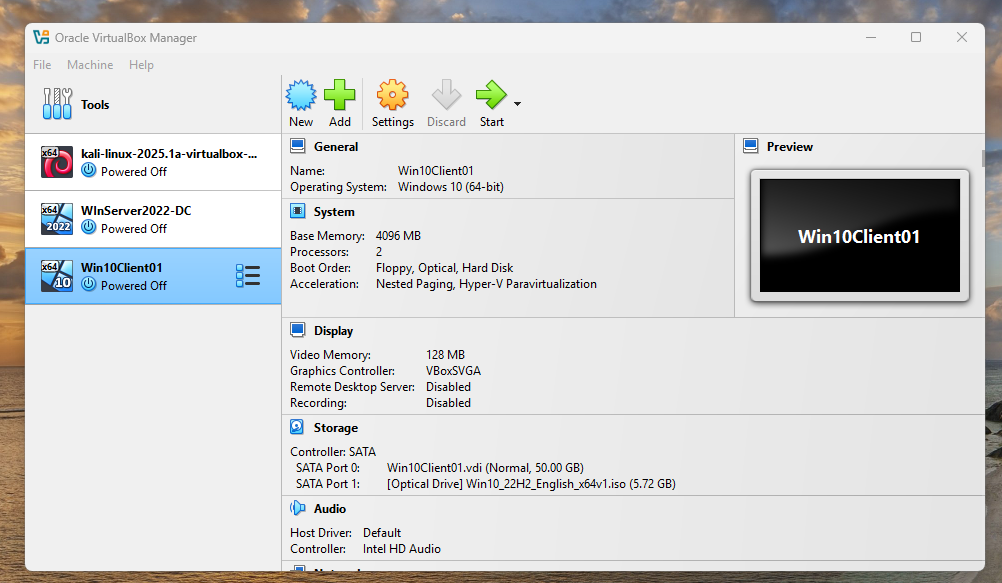 Oracle VirtualBox Manager
File Machine Help
Tools
New Add Settings Discard Start
x64
kali-linux-2025.1a-virtualbox-...
Powered Off
x64
2022
WInServer2022-DC
Powered Off
x64
10
Win10Client01
Powered Off
General
Name: Win10Client01
Operating System: Windows 10 (64-bit)
System
Base Memory: 4096 MB
Processors: 2
Boot Order: Floppy, Optical, Hard Disk
Acceleration: Nested Paging, Hyper-V Paravirtualization
Preview
Win10Client01
Display
Video Memory: 128 MB
Graphics Controller: VBoxSVGA
Remote Desktop Server: Disabled
Recording: Disabled
Storage
Controller: SATA
SATA Port 0: Win10Client01.vdi (Normal, 50.00 GB)
SATA Port 1: [Optical Drive] Win10_22H2_English_x64v1.iso (5.72 GB)
Audio
Host Driver: Default
Controller: Intel HD Audio